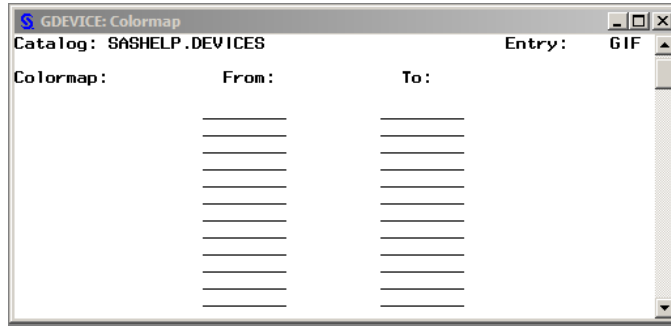 GDEVICE: Colormap
Catalog: SASHELP.DEVICES Entry: GIF
Colormap: From: To: